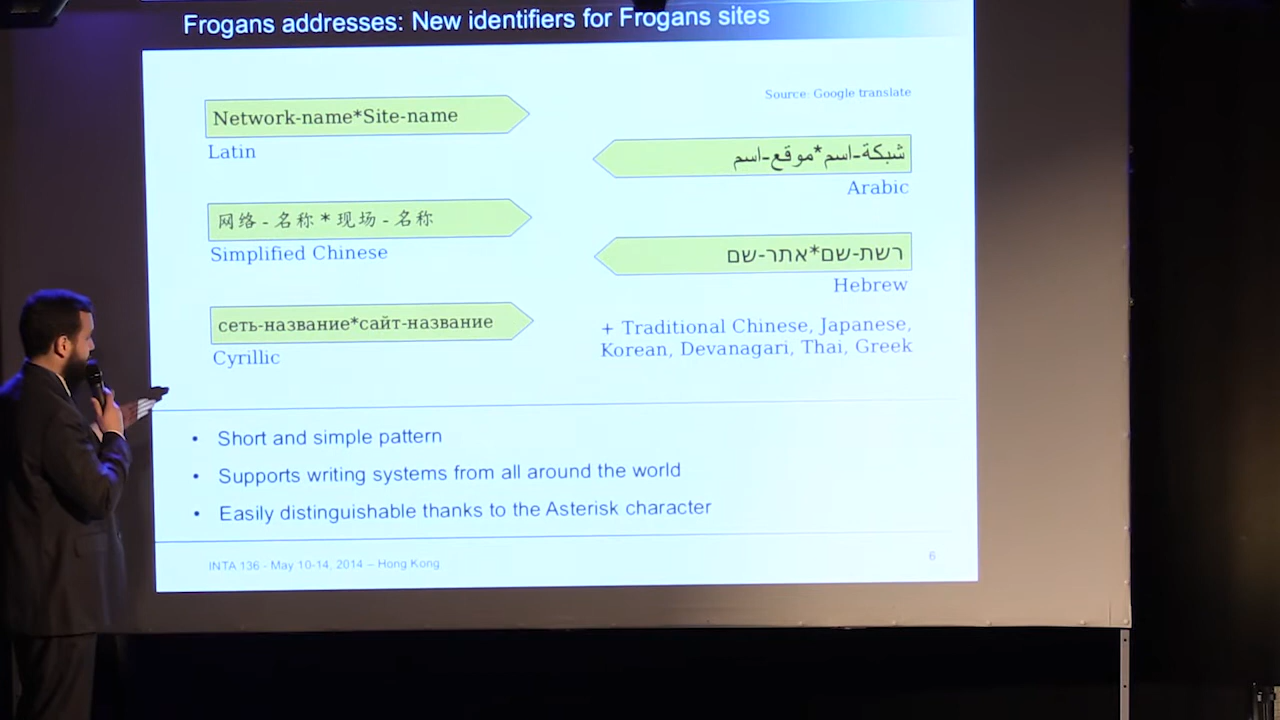 Frogans addresses: New identifiers for Frogans sites
Source: Google translate
Network-name*Site-name
Latin
网络-名称*现场-名称
Simplified Chinese
сеть-название*сайт-название
Cyrillic
شبكة-اسم*موقع-اسم
Arabic
רשת-שם*אתר-שם
Hebrew
+ Traditional Chinese, Japanese,
Korean, Devanagari, Thai, Greek
• Short and simple pattern
• Supports writing systems from all around the world
• Easily distinguishable thanks to the Asterisk character
INTA 136 - May 10-14, 2014 – Hong Kong
6